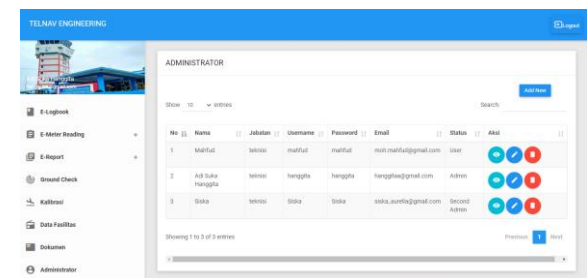 TELNAV ENGINEERING
Logout
ADMINISTRATOR
Add New
Show 10 entries
Search:
E-Logbook
E-Meter Reading
E-Report
Ground Check
Kalibrasi
Data Fasilitas
Dokumen
Administrator
No Name Jabatan Username Password Email Status Aksi
1 Mahfud teknisi mahfud mahfud moh.mahfud@gmail.com User
2 Adi Suka Hanggita teknisi hanggita hanggita hanggitaa@gmail.com Admin
3 Siska teknisi Siska Siska siska_aurelia@gmail.com Second Admin
Showing 1 to 3 of 3 entries
Previous 1 Next